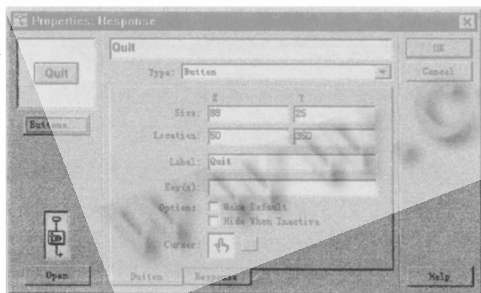 Properties: Response
Quit
OK
Quit
Type: Button
Cancel
X Y
Buttons...
Size: 25
Location: 50 350
Label: Quit
Key(s):
Options: Make Default
Hide When Inactive
Cursor:
Open
Button Response
Help
WWW.C